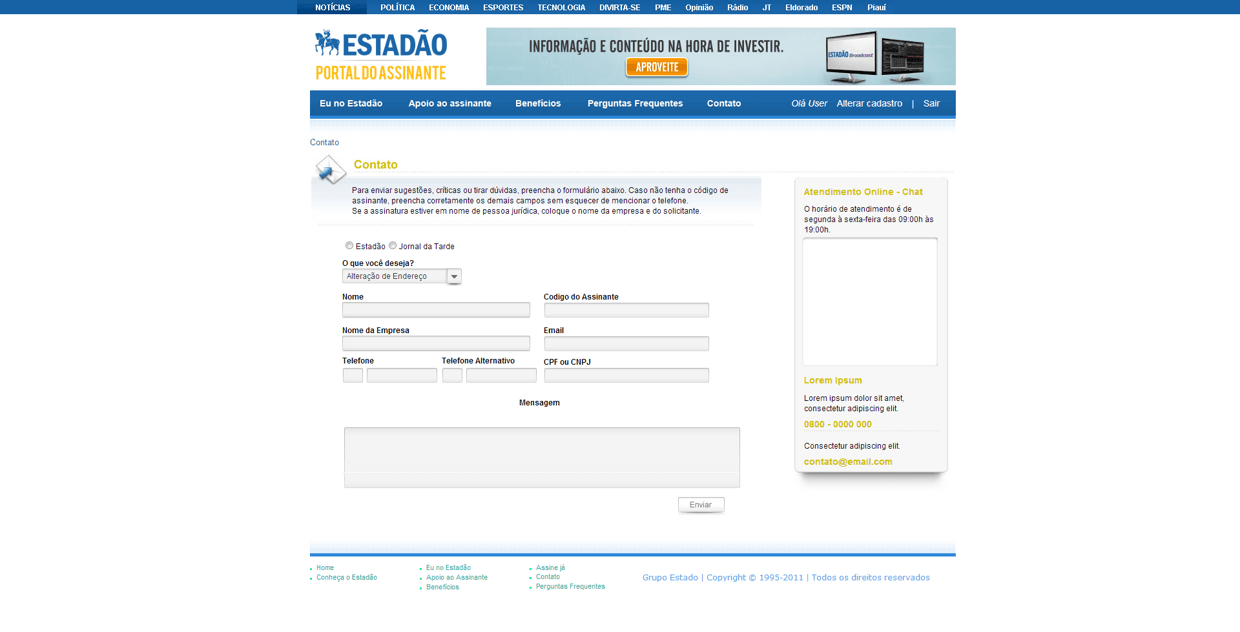 NOTÍCIAS POLÍTICA ECONOMIA ESPORTES TECNOLOGIA DIVIRTA-SE PME Opinião Rádio JT Eldorado ESPN Piauí
ESTADÃO
PORTAL DO ASSINANTE
INFORMAÇÃO E CONTEÚDO NA HORA DE INVESTIR.
APROVEITE
ESTADÃO Broadcast
Eu no Estadão Apoio ao assinante Benefícios Perguntas Frequentes Contato Olá User Alterar cadastro | Sair
Contato
Contato
Para enviar sugestões, críticas ou tirar dúvidas, preencha o formulário abaixo. Caso não tenha o código de
assinante, preencha corretamente os demais campos sem esquecer de mencionar o telefone.
Se a assinatura estiver em nome de pessoa jurídica, coloque o nome da empresa e do solicitante.
Estadão Jornal da Tarde
O que você deseja?
Alteração de Endereço
Nome Codigo do Assinante
Nome da Empresa Email
Telefone Telefone Alternativo CPF ou CNPJ
Mensagem
Enviar
Atendimento Online - Chat
O horário de atendimento é de
segunda à sexta-feira das 09:00h às
19:00h.
Lorem Ipsum
Lorem ipsum dolor sit amet,
consectetur adipiscing elit.
0800 - 0000 000
Consectetur adipiscing elit.
contato@email.com
Home
Conheça o Estadão
Eu no Estadão
Apoio ao Assinante
Benefícios
Assine já
Contato
Perguntas Frequentes
Grupo Estado | Copyright © 1995-2011 | Todos os direitos reservados